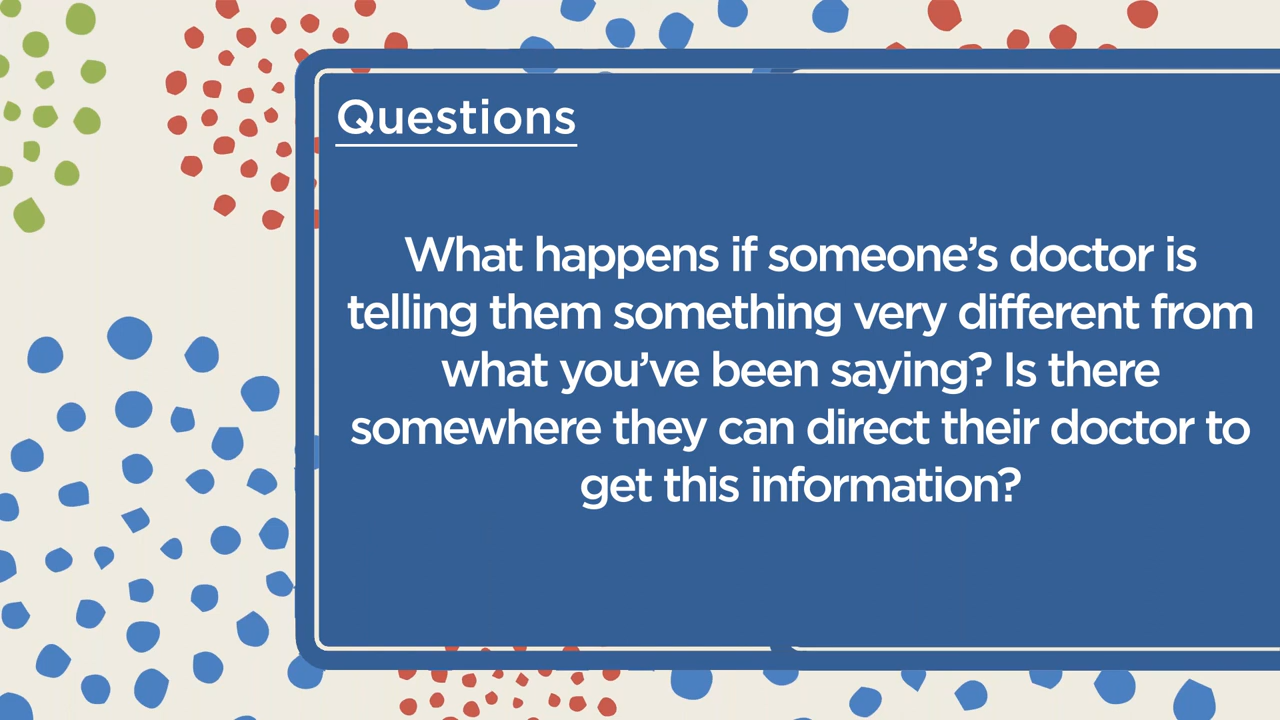 Questions
What happens if someone’s doctor is
telling them something very different from
what you’ve been saying? Is there
somewhere they can direct their doctor to
get this information?